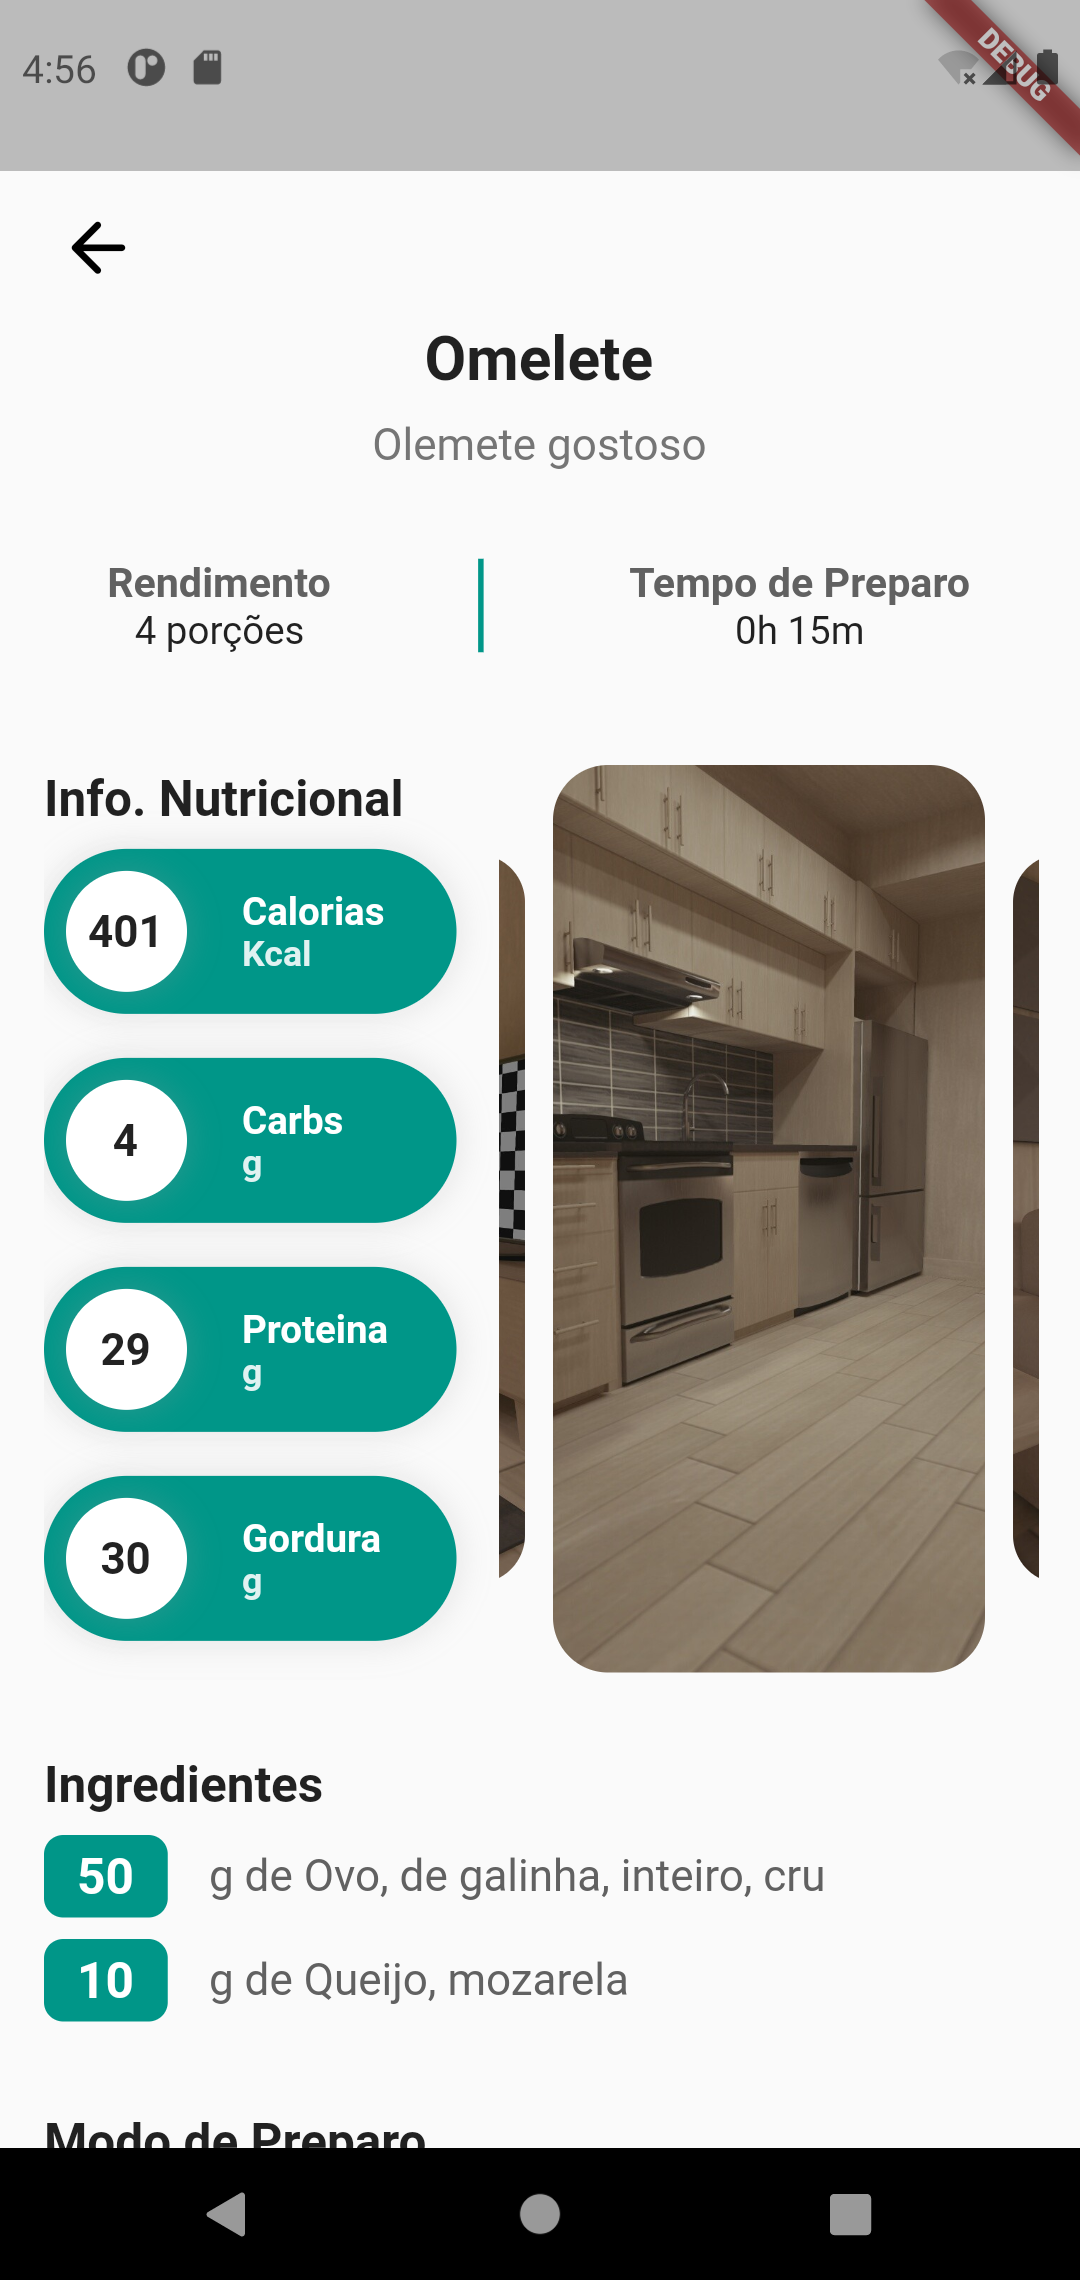 4:56
DEBUG
Omelete
Olemete gostoso
Rendimento
4 porções
Tempo de Preparo
0h 15m
Info. Nutricional
401
Calorias
Kcal
4
Carbs
g
29
Proteina
g
30
Gordura
g
Ingredientes
50 g de Ovo, de galinha, inteiro, cru
10 g de Queijo, mozarela
Modo de Preparo